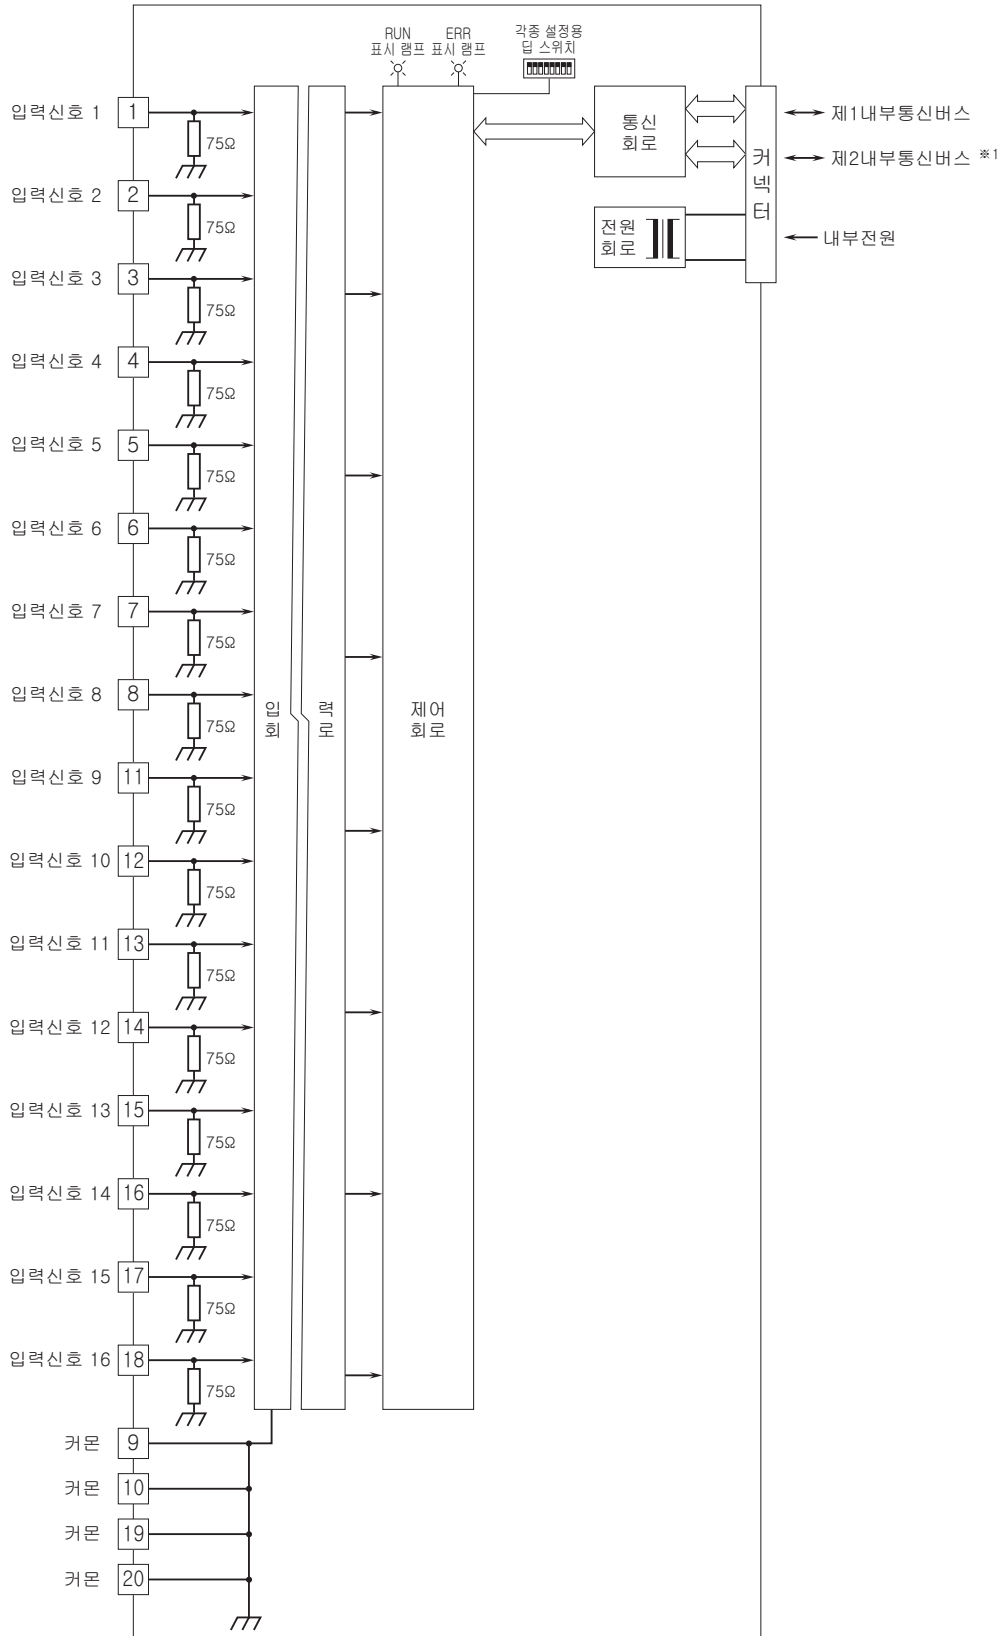 RUN
표시 램프
ERR
표시 램프
각종 설정용
딥 스위치
입력신호 1 1
75Ω
입력신호 2 2
75Ω
입력신호 3 3
75Ω
입력신호 4 4
75Ω
입력신호 5 5
75Ω
입력신호 6 6
75Ω
입력신호 7 7
75Ω
입력신호 8 8
75Ω
입력신호 9 11
75Ω
입력신호 10 12
75Ω
입력신호 11 13
75Ω
입력신호 12 14
75Ω
입력신호 13 15
75Ω
입력신호 14 16
75Ω
입력신호 15 17
75Ω
입력신호 16 18
75Ω
커몬 9
커몬 10
커몬 19
커몬 20
입 력
회 로
제어
회로
통신
회로
전원
회로
커넥터
제1내부통신버스
제2내부통신버스 ※1
내부전원